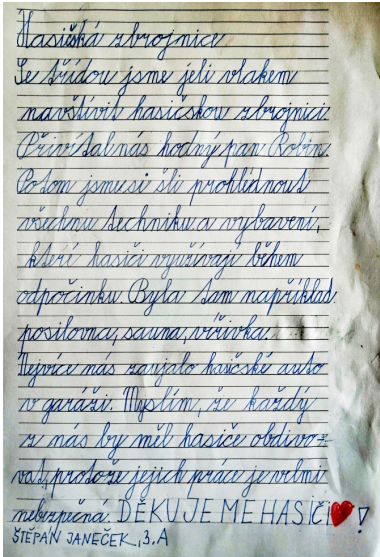 Hasičská zbrojnice
Se třídou jsme jeli vlakem
navštívit hasičskou zbrojnici.
Přivítal nás hodný pan Robin.
Potom jsme si šli prohlédnout
všechnu techniku a vybavení,
kteří hasiči využívají během
odpočinku. Byla tam například
posilovna, sauna, vířivka.
Nejvíce nás zaujalo hasičské auto
v garáži. Myslím, že každý
z nás by měl hasiče obdivo-
vat, protože jejich práce je velmi
nebezpečná. DĚKUJEME HASIČI❤️!
ŠTĚPÁN JANEČEK, 3.A